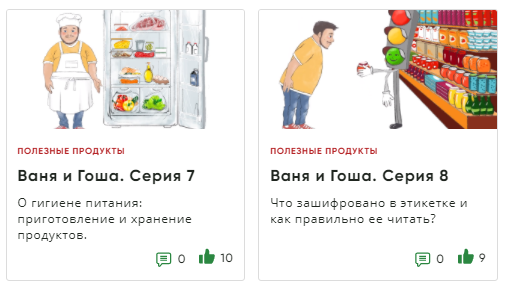 ПОЛЕЗНЫЕ ПРОДУКТЫ
Ваня и Гоша. Серия 7
О гигиене питания:
приготовление и хранение
продуктов.
0 10
ПОЛЕЗНЫЕ ПРОДУКТЫ
Ваня и Гоша. Серия 8
Что зашифровано в этикетке и
как правильно ее читать?
0 9